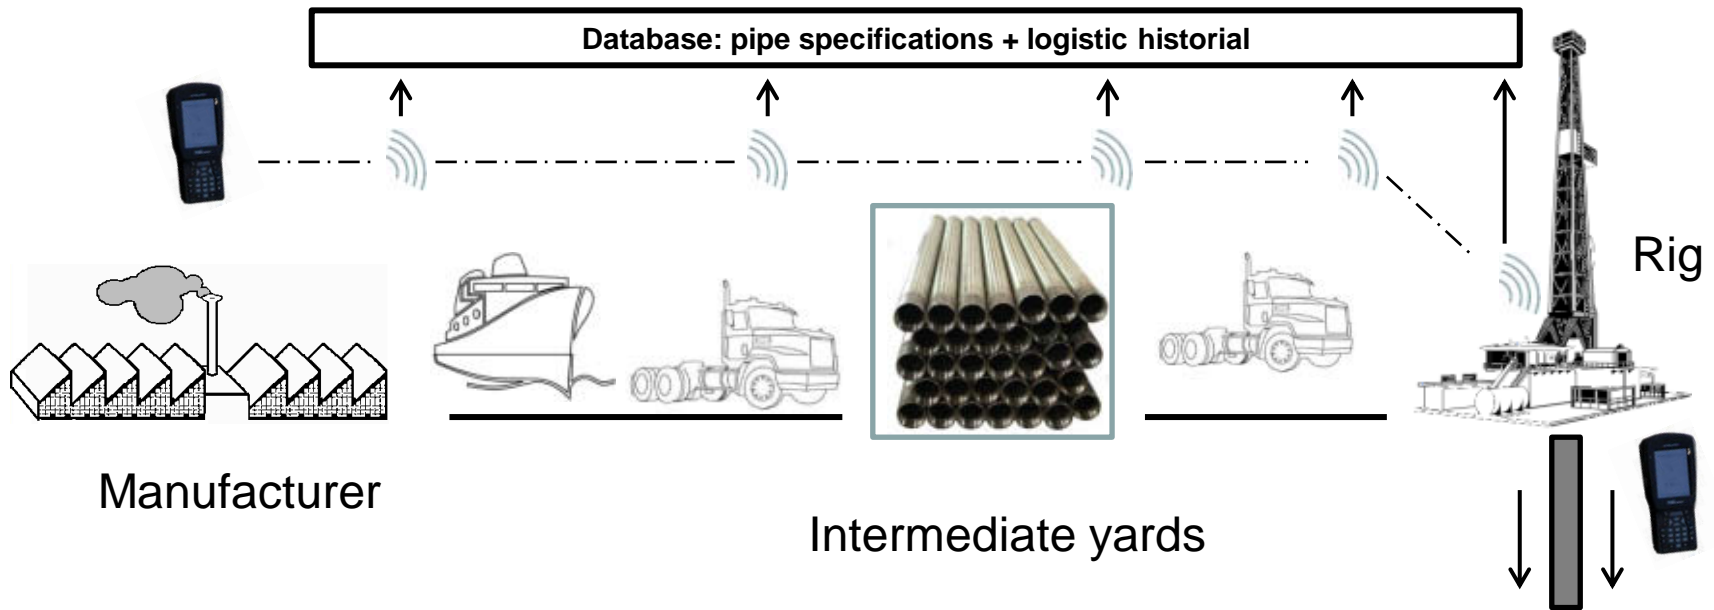 Database: pipe specifications + logistic historial
Rig
Manufacturer
Intermediate yards